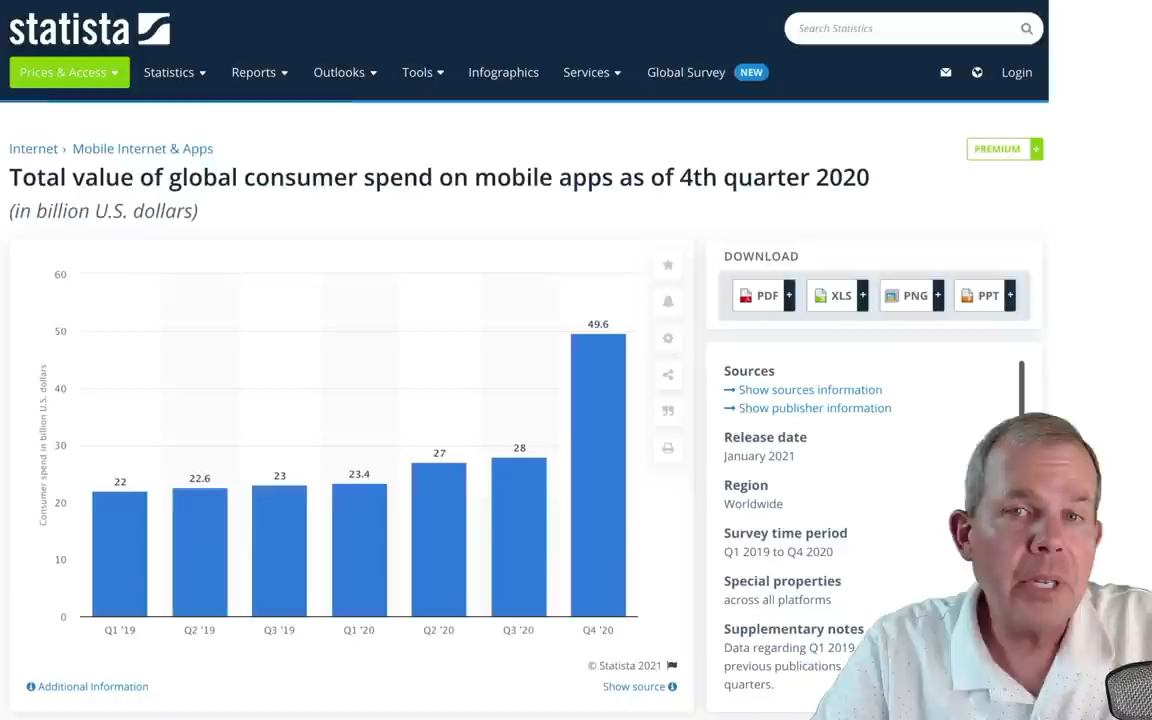 statista
Search Statistics
Prices & Access
Statistics
Reports
Outlooks
Tools
Infographics
Services
Global Survey
NEW
Login
Internet › Mobile Internet & Apps
PREMIUM +
Total value of global consumer spend on mobile apps as of 4th quarter 2020
(in billion U.S. dollars)
DOWNLOAD
PDF +
XLS +
PNG +
PPT +
Consumer spend in billion U.S. dollars
60
50
40
30
20
10
0
22
22.6
23
23.4
27
28
49.6
Q1 '19
Q2 '19
Q3 '19
Q1 '20
Q2 '20
Q3 '20
Q4 '20
© Statista 2021
Additional Information
Show source
Sources
→ Show sources information
→ Show publisher information
Release date
January 2021
Region
Worldwide
Survey time period
Q1 2019 to Q4 2020
Special properties
across all platforms
Supplementary notes
Data regarding Q1 2019
previous publications
quarters.